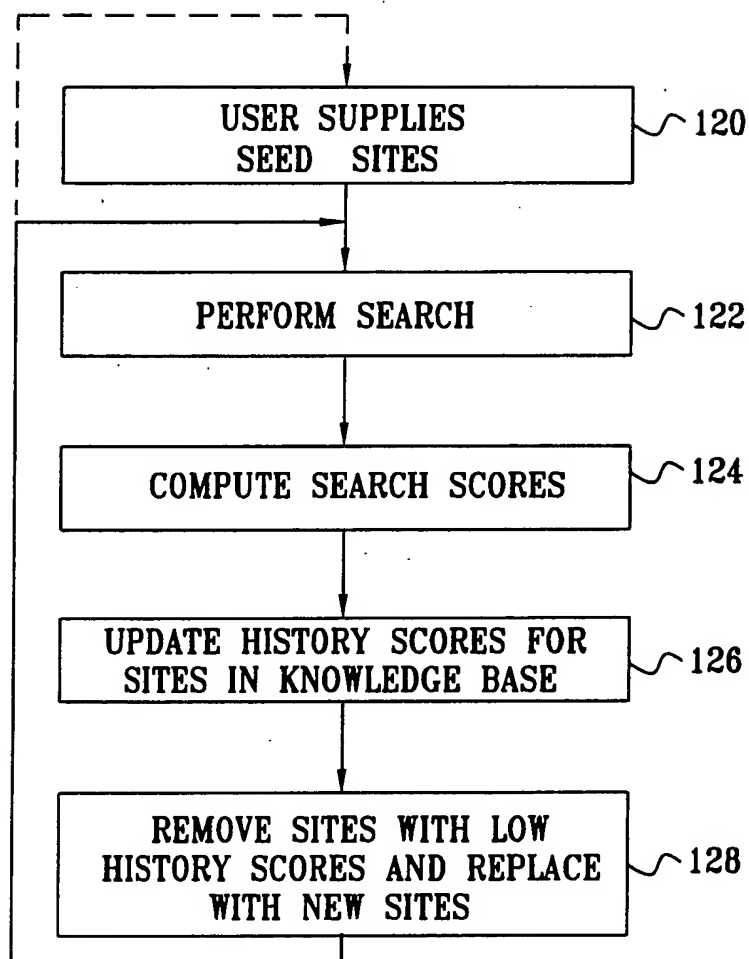 USER SUPPLIES
SEED SITES
120
PERFORM SEARCH
122
COMPUTE SEARCH SCORES
124
UPDATE HISTORY SCORES FOR
SITES IN KNOWLEDGE BASE
126
REMOVE SITES WITH LOW
HISTORY SCORES AND REPLACE
WITH NEW SITES
128